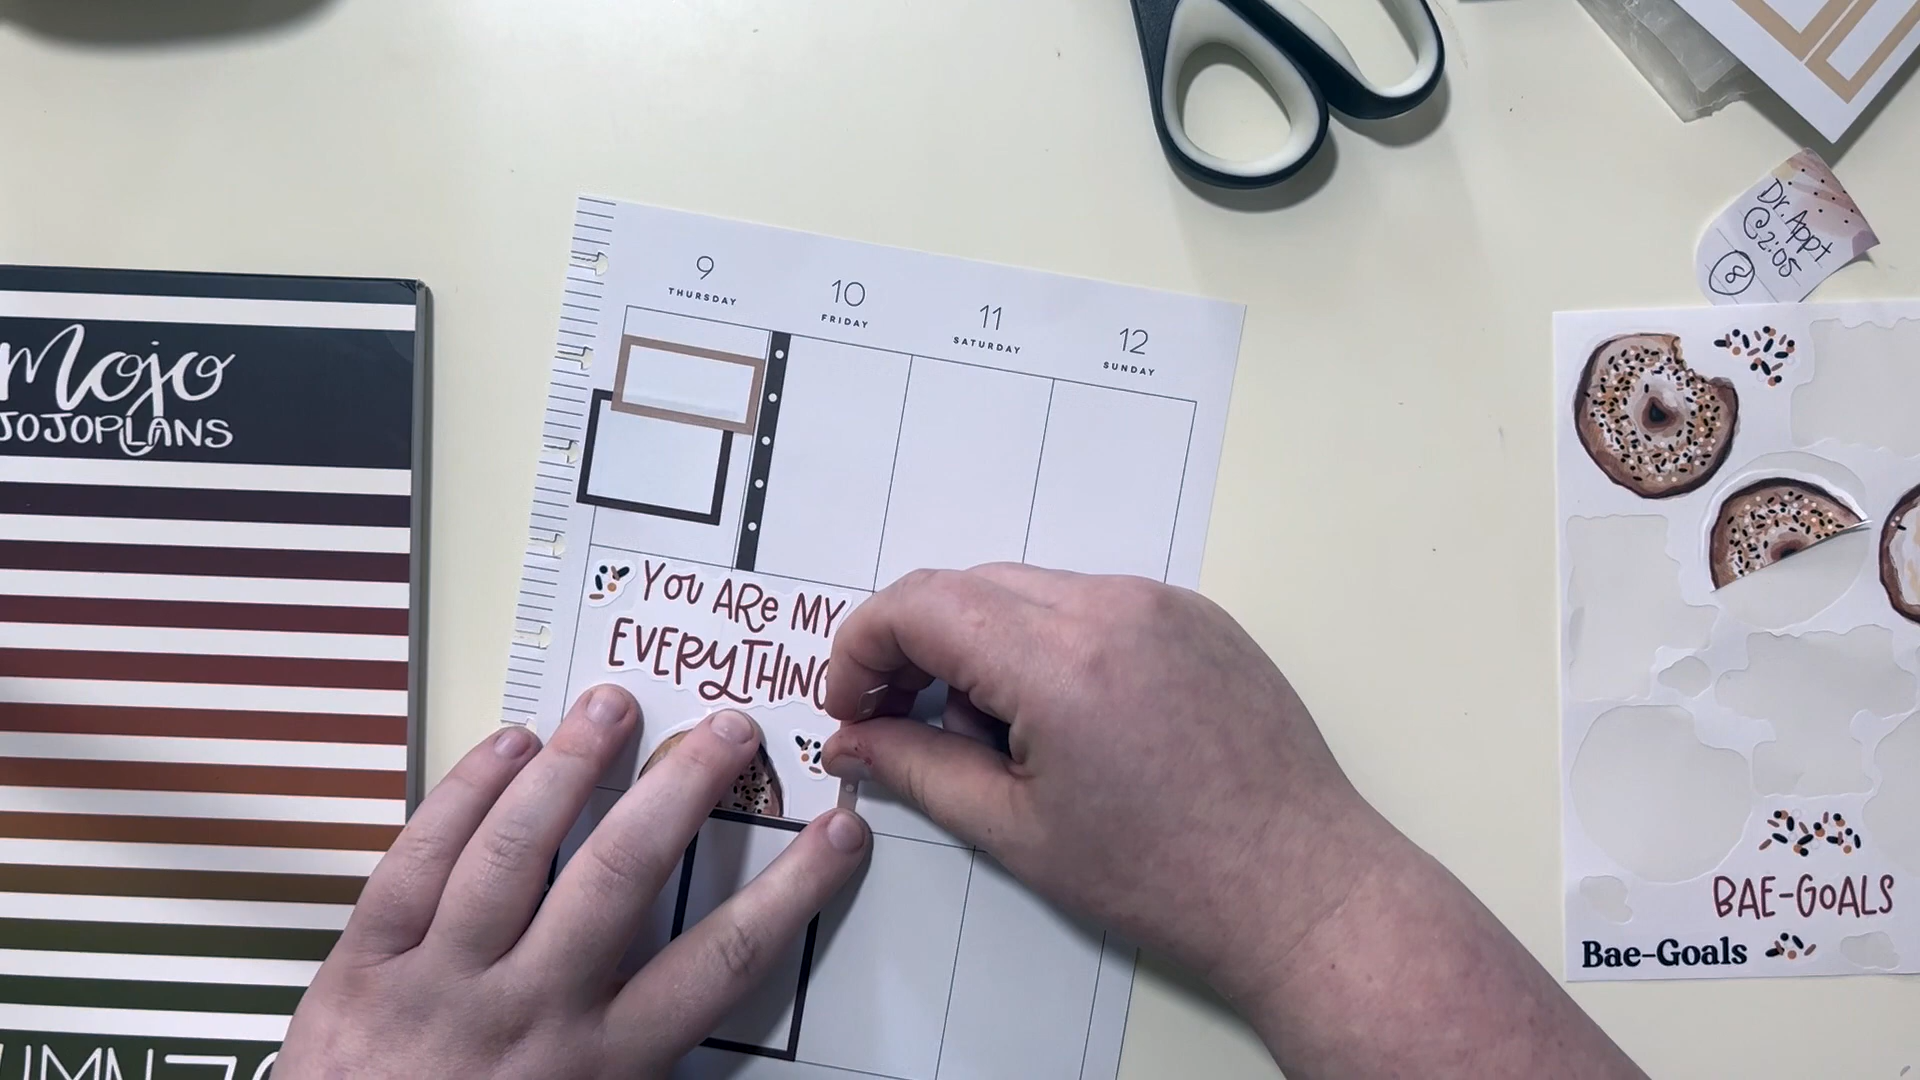 Mojo
JOJOPLANS
9
THURSDAY
10
FRIDAY
11
SATURDAY
12
SUNDAY
YOU ARE MY
EVERYTHING
Dr. Appt
@2:05
8
BAE-GOALS
Bae-Goals